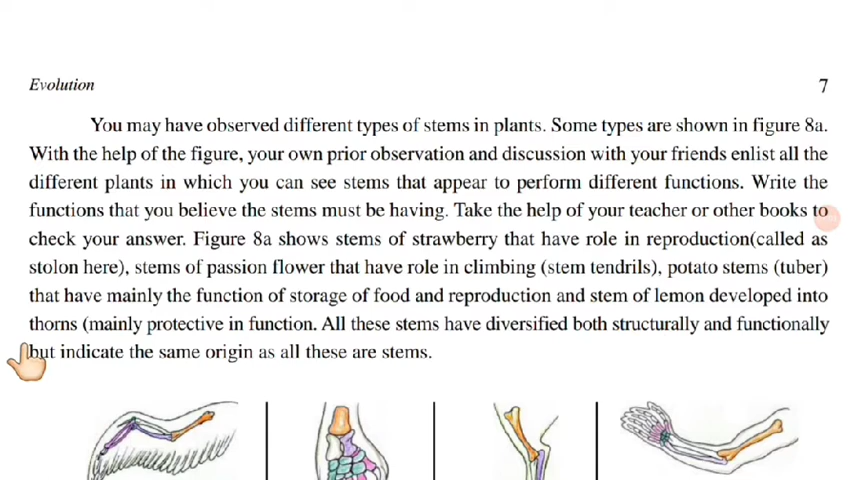 Evolution 7
You may have observed different types of stems in plants. Some types are shown in figure 8a.
With the help of the figure, your own prior observation and discussion with your friends enlist all the
different plants in which you can see stems that appear to perform different functions. Write the
functions that you believe the stems must be having. Take the help of your teacher or other books to
check your answer. Figure 8a shows stems of strawberry that have role in reproduction(called as
stolon here), stems of passion flower that have role in climbing (stem tendrils), potato stems (tuber)
that have mainly the function of storage of food and reproduction and stem of lemon developed into
thorns (mainly protective in function. All these stems have diversified both structurally and functionally
but indicate the same origin as all these are stems.